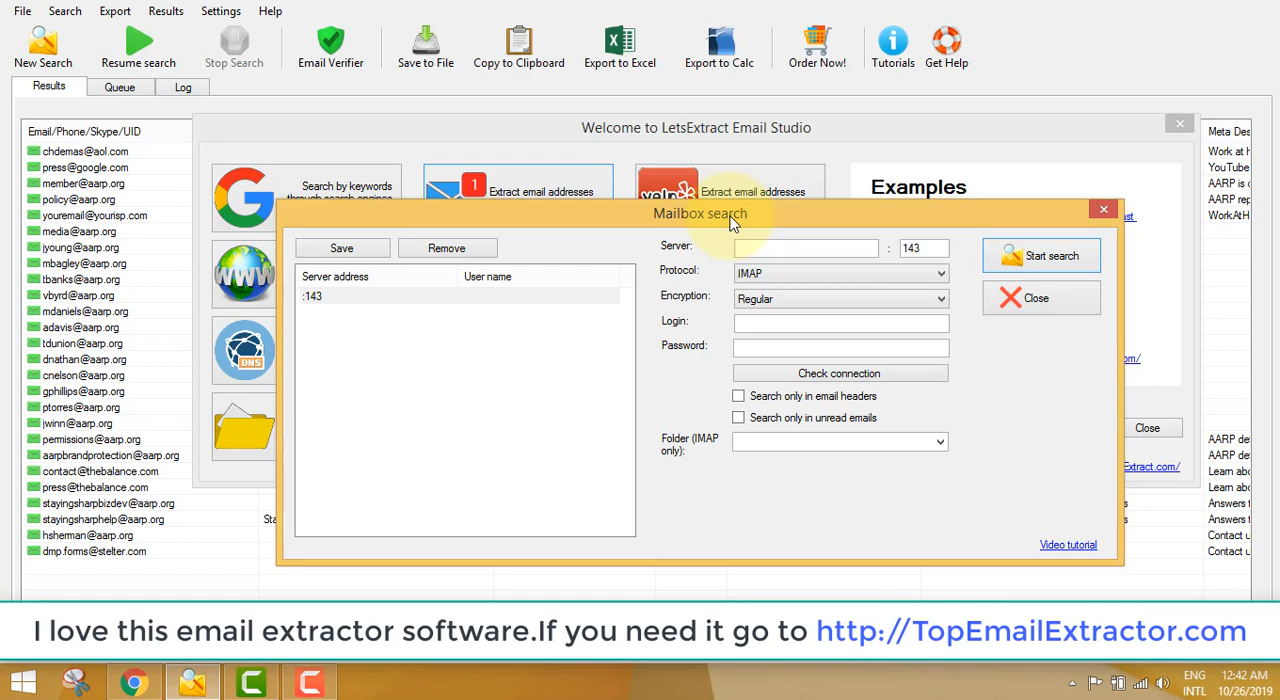 File Search Export Results Settings Help
New Search Resume search Stop Search Email Verifier Save to File Copy to Clipboard Export to Excel Export to Calc Order Now! Tutorials Get Help
Results Queue Log
Email/Phone/Skype/UID
Meta Des
chdemas@aol.com
press@google.com
member@aarp.org
policy@aarp.org
youremail@yourisp.com
media@aarp.org
jyoung@aarp.org
mbagley@aarp.org
tbanks@aarp.org
vbyrd@aarp.org
mdaniels@aarp.org
adavis@aarp.org
tdunion@aarp.org
dnathan@aarp.org
cnelson@aarp.org
gphillips@aarp.org
ptorres@aarp.org
jwinn@aarp.org
permissions@aarp.org
aarpbrandprotection@aarp.org
contact@thebalance.com
press@thebalance.com
stayingsharpbizdev@aarp.org
stayingsharphelp@aarp.org
Sta
hsherman@aarp.org
dmp.forms@stelter.com
Welcome to LetsExtract Email Studio
Search by keywords
through search engines
WWW
DNS
1
Extract email addresses
yelp
Extract email addresses
Examples
Close
Extract.com/
om/
Mailbox search
Save Remove
Server address User name
:143
Server: : 143
Protocol: IMAP
Encryption: Regular
Login:
Password:
Check connection
Search only in email headers
Search only in unread emails
Folder (IMAP
only):
Start search
Close
Video tutorial
Work at h
YouTube
AARP is c
AARP rep
WorkAtH
AARP de
AARP de
Learn abo
Learn abo
Answers t
Answers t
Contact u
Contact u
I love this email extractor software.If you need it go to http://TopEmailExtractor.com
ENG 12:42 AM
INTL 10/26/2019